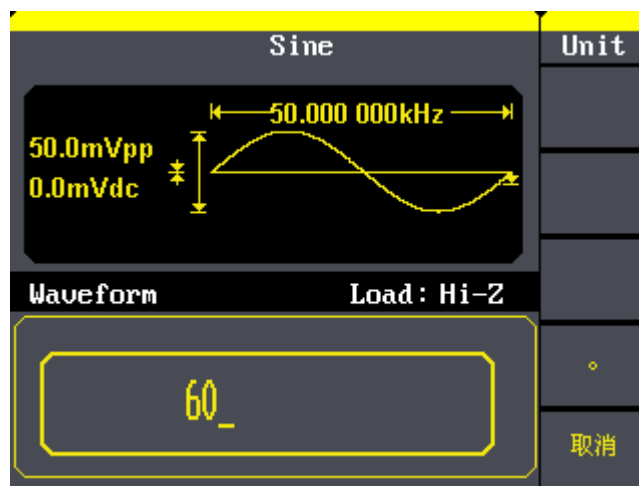 Sine
Unit
50.000 000kHz
50.0mVpp
0.0mVdc
Waveform
Load: Hi-Z
60_
°
取消